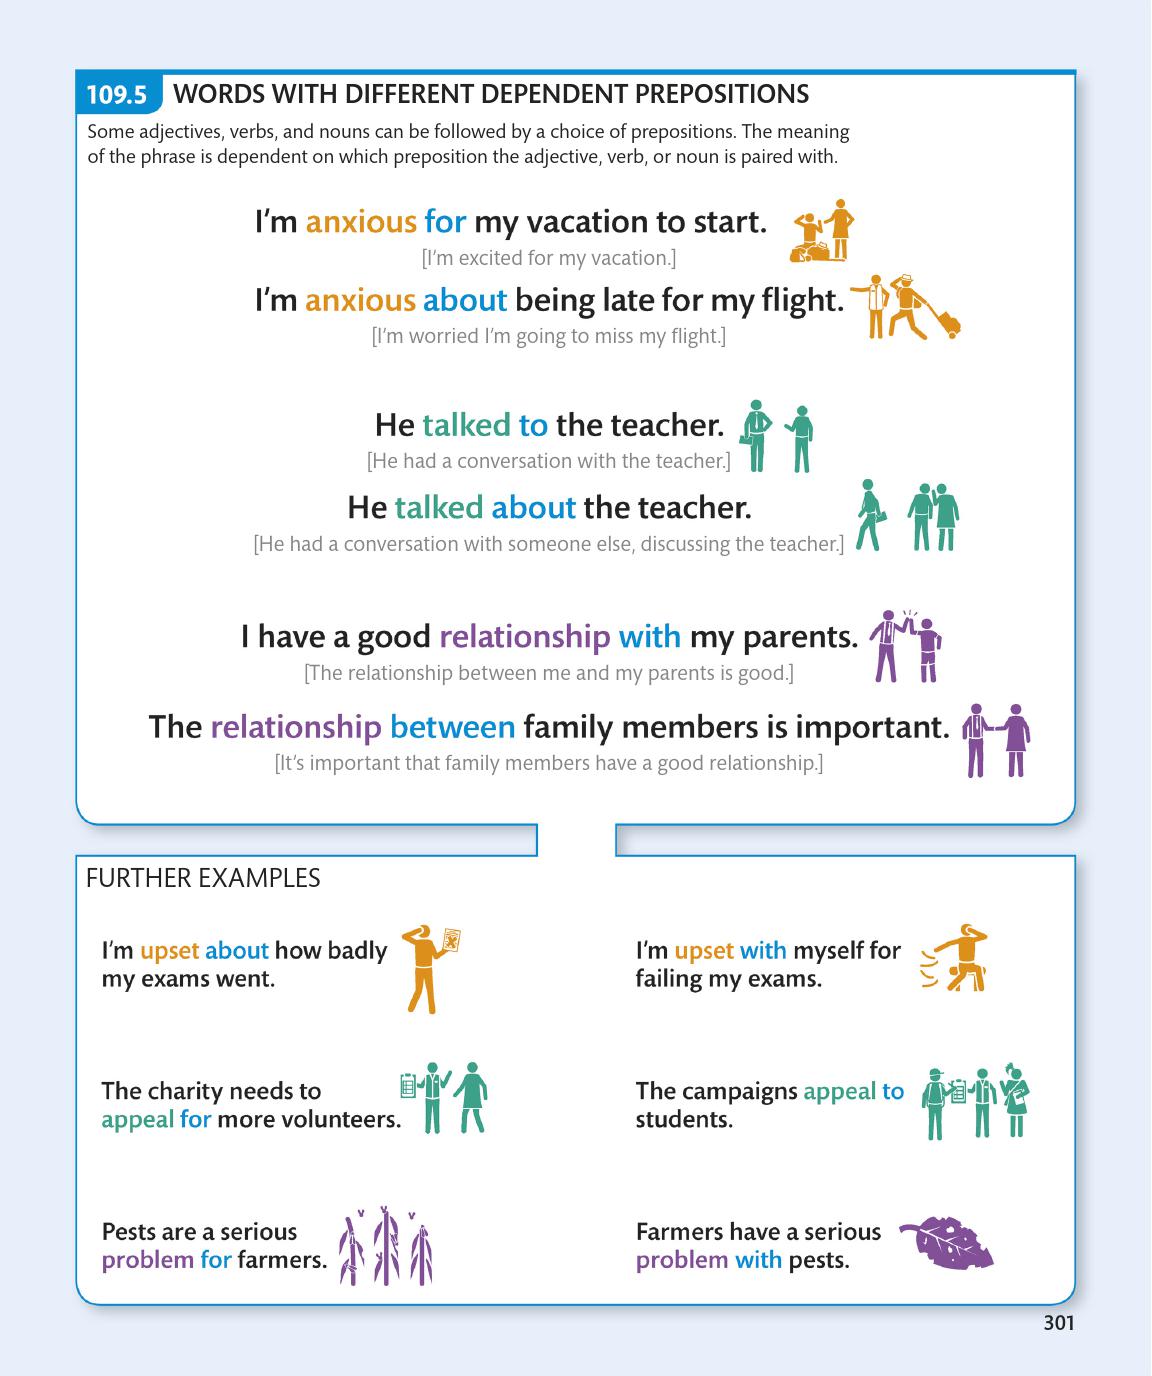 109.5 WORDS WITH DIFFERENT DEPENDENT PREPOSITIONS
Some adjectives, verbs, and nouns can be followed by a choice of prepositions. The meaning
of the phrase is dependent on which preposition the adjective, verb, or noun is paired with.
I’m anxious for my vacation to start.
[I’m excited for my vacation.]
I’m anxious about being late for my flight.
[I’m worried I’m going to miss my flight.]
He talked to the teacher.
[He had a conversation with the teacher.]
He talked about the teacher.
[He had a conversation with someone else, discussing the teacher.]
I have a good relationship with my parents.
[The relationship between me and my parents is good.]
The relationship between family members is important.
[It’s important that family members have a good relationship.]
FURTHER EXAMPLES
I’m upset about how badly
my exams went.
I’m upset with myself for
failing my exams.
The charity needs to
appeal for more volunteers.
The campaigns appeal to
students.
Pests are a serious
problem for farmers.
Farmers have a serious
problem with pests.
301